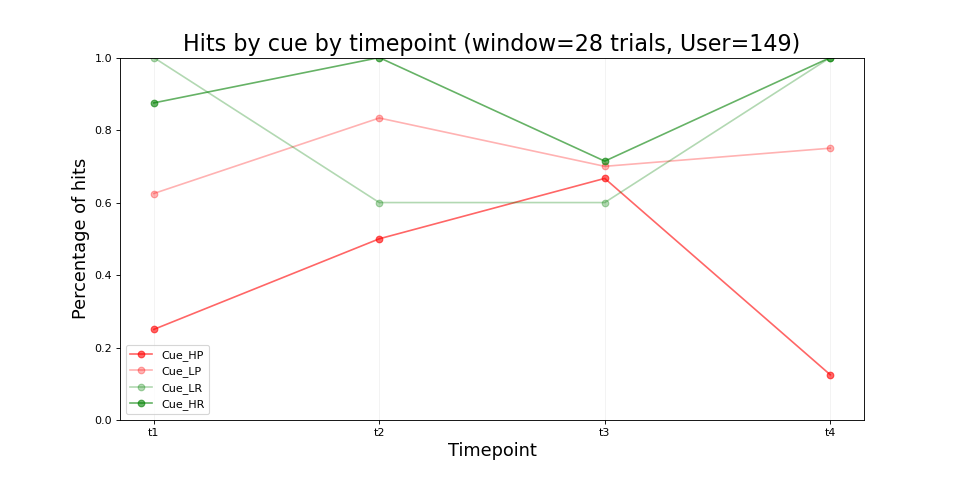 Hits by cue by timepoint (window=28 trials, User=149)
Percentage of hits
1.0
0.8
0.6
0.4
0.2
0.0
Cue_HP
Cue_LP
Cue_LR
Cue_HR
t1
t2
t3
t4
Timepoint